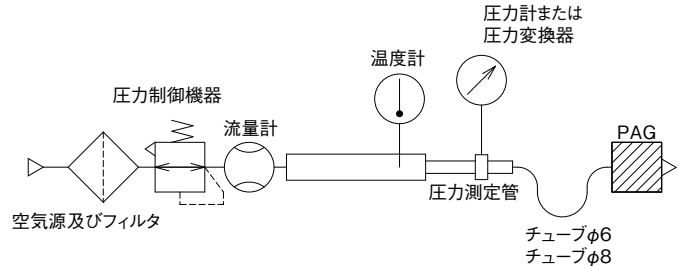 圧力計または
圧力変換器
温度計
圧力制御機器
流量計
PAG
圧力測定管
空気源及びフィルタ
チューブφ6
チューブφ8